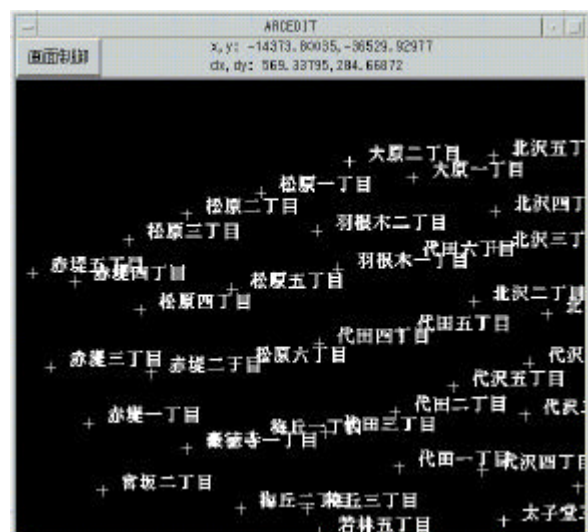 ARCEDIT
画面制御
x,y: -14373.80035,-36529.92977
dx,dy: 569.33795,284.66872
大原二丁目
北沢五丁
大原一丁目
松原一丁目
松原二丁目
北沢四丁
羽根木二丁目
松原三丁目
代田六丁目
北沢三丁
羽根木一丁目
赤堤五丁目
赤堤四丁目
松原五丁目
北沢二丁目
松原四丁目
代田五丁目
代田四丁目
赤堤三丁目
赤堤二丁目
松原六丁目
代沢
代沢五丁目
代田二丁目
代沢
赤堤一丁目
梅丘一丁目
代田三丁目
豪徳寺一丁目
代田一丁目
代沢四丁目
宮坂二丁目
梅丘二丁目
梅丘三丁目
太子堂
若林五丁目